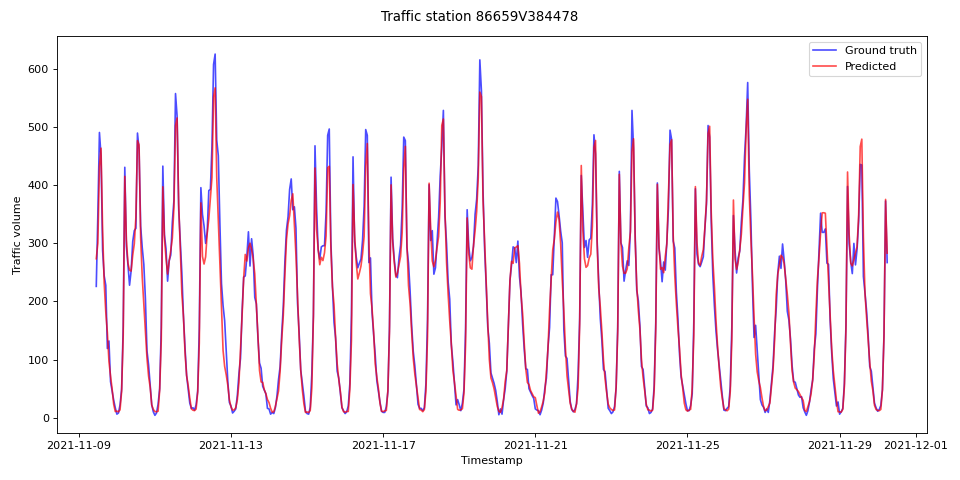 Traffic station 86659V384478
Ground truth
Predicted
Traffic volume
600
500
400
300
200
100
0
2021-11-09
2021-11-13
2021-11-17
2021-11-21
2021-11-25
2021-11-29
2021-12-01
Timestamp